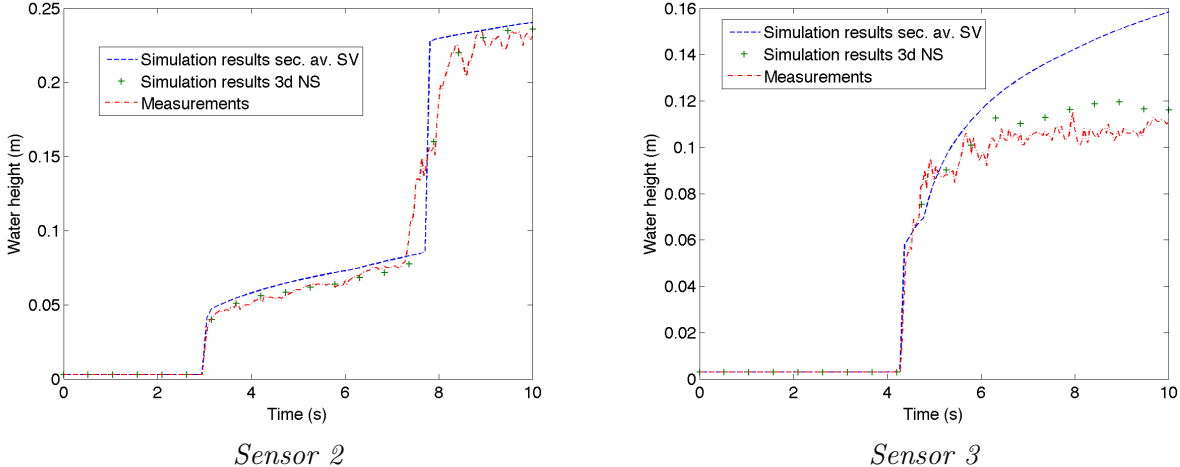 0.25
0.2
0.15
0.1
0.05
0
Water height (m)
Simulation results sec. av. SV
Simulation results 3d NS
Measurements
0 2 4 6 8 10
Time (s)
Sensor 2
0.16
0.14
0.12
0.1
0.08
0.06
0.04
0.02
0
Water height (m)
Simulation results sec. av. SV
Simulation results 3d NS
Measurements
0 2 4 6 8 10
Time (s)
Sensor 3